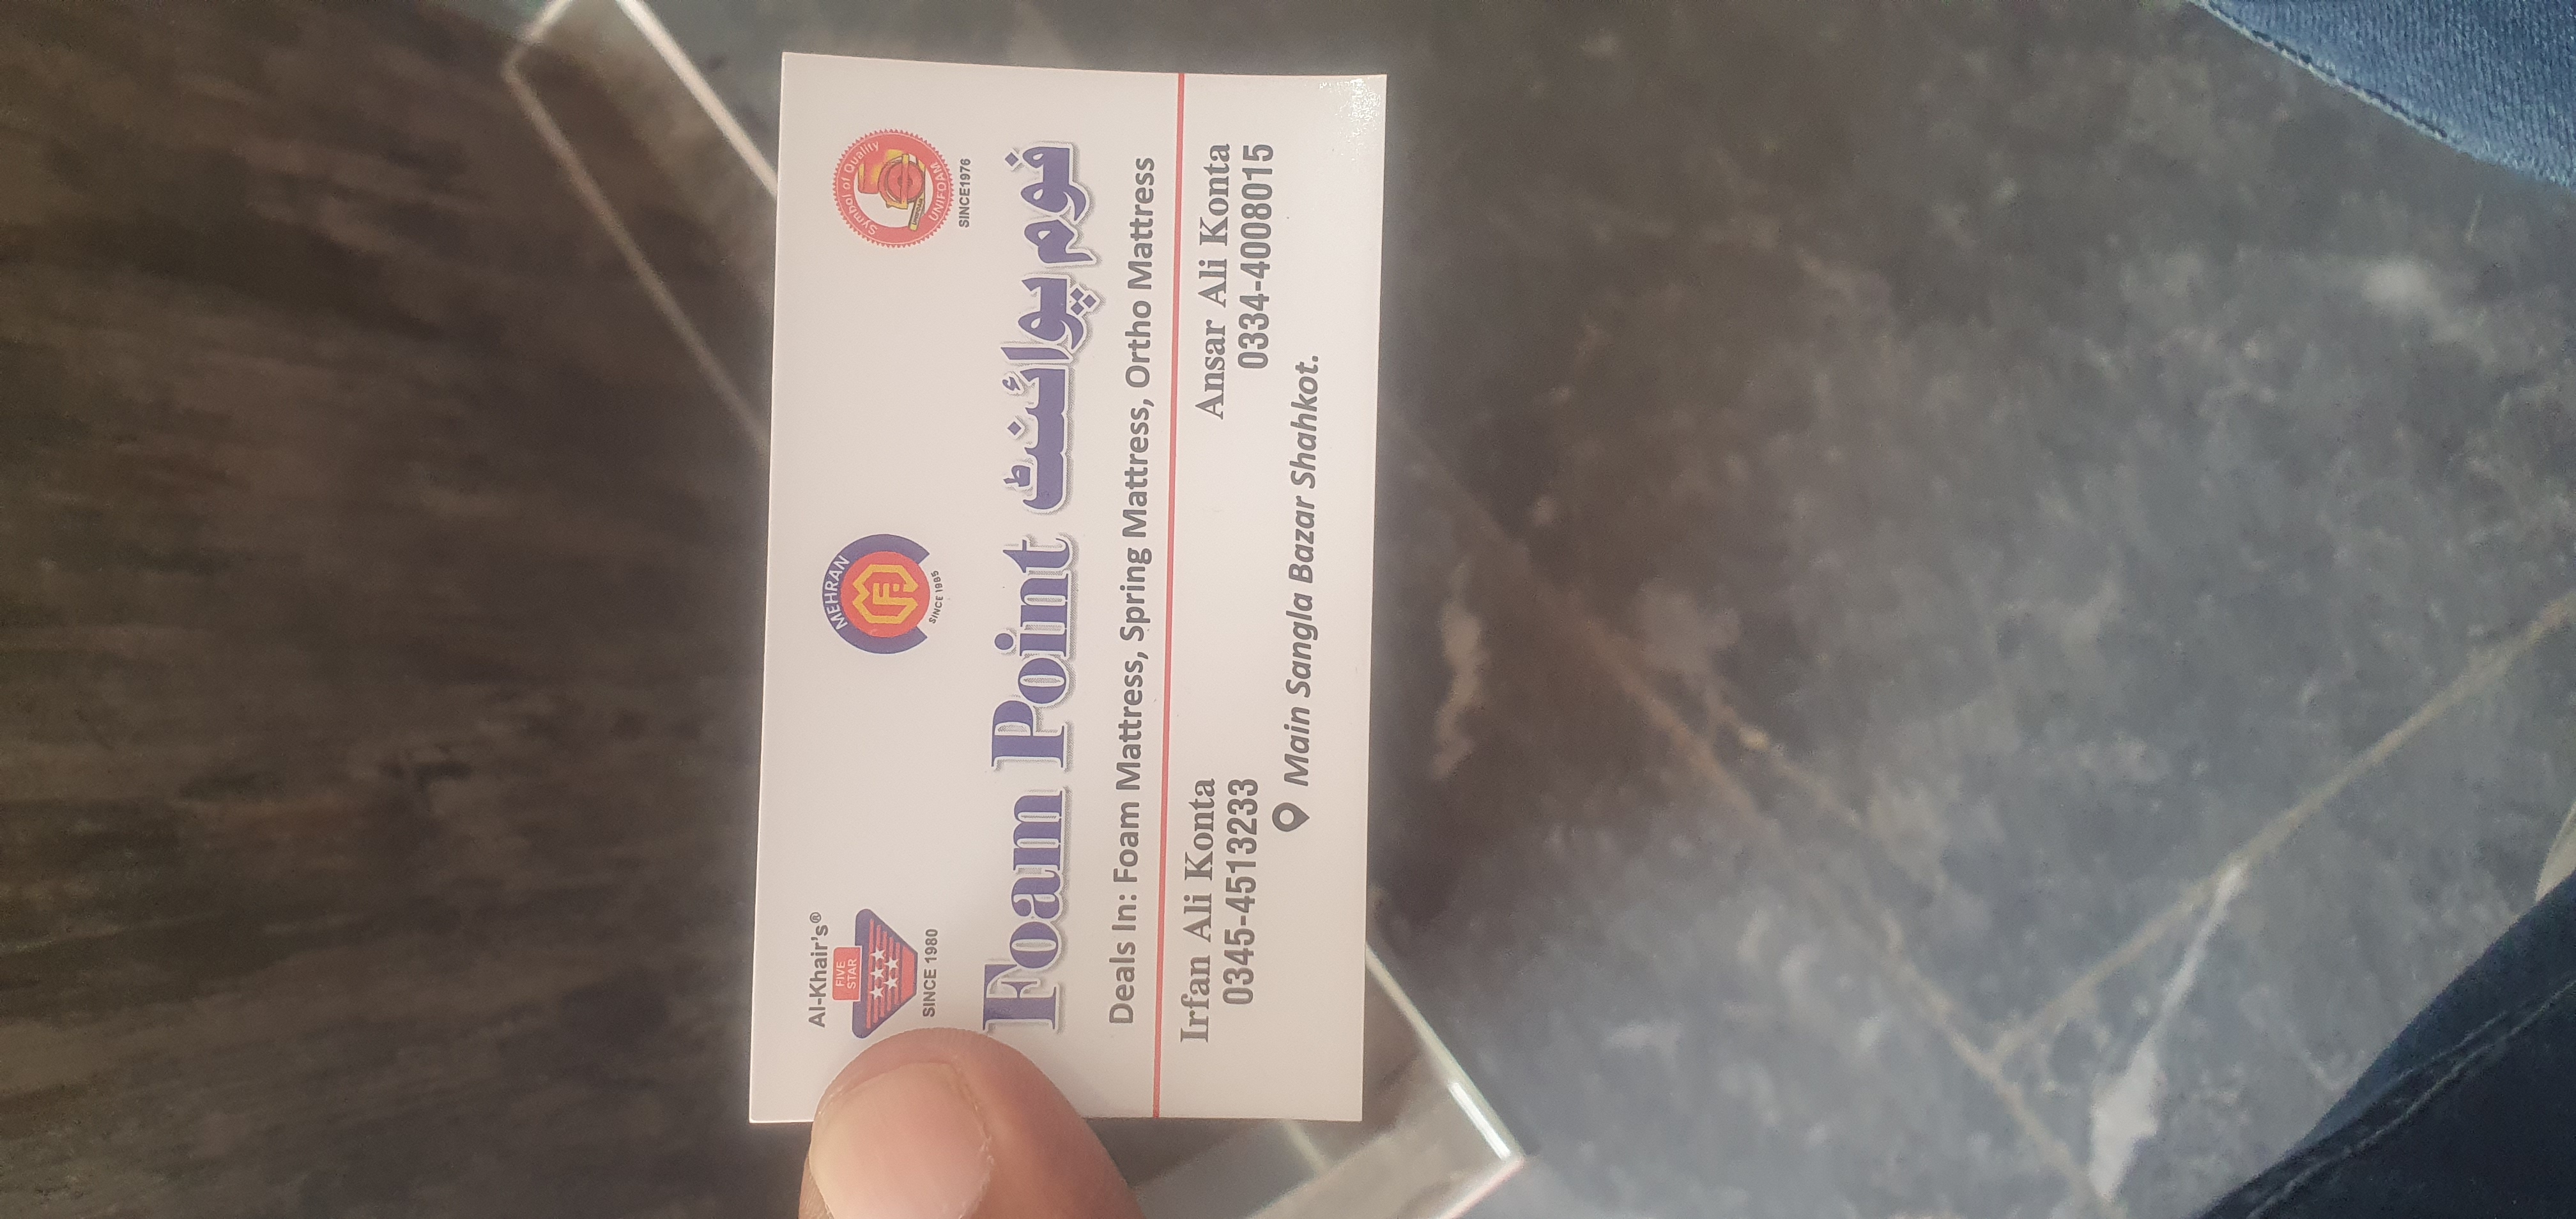 Al-Khair's®
FIVE
STAR
SINCE 1980
MEHRAN
MF
SINCE 1985
Symbol of Quality
UNIFOAM
SINCE1976
Foam Point فوم پوائنٹ
Deals In: Foam Mattress, Spring Mattress, Ortho Mattress
Irfan Ali Konta
0345-4513233
Ansar Ali Konta
0334-4008015
Main Sangla Bazar Shahkot.